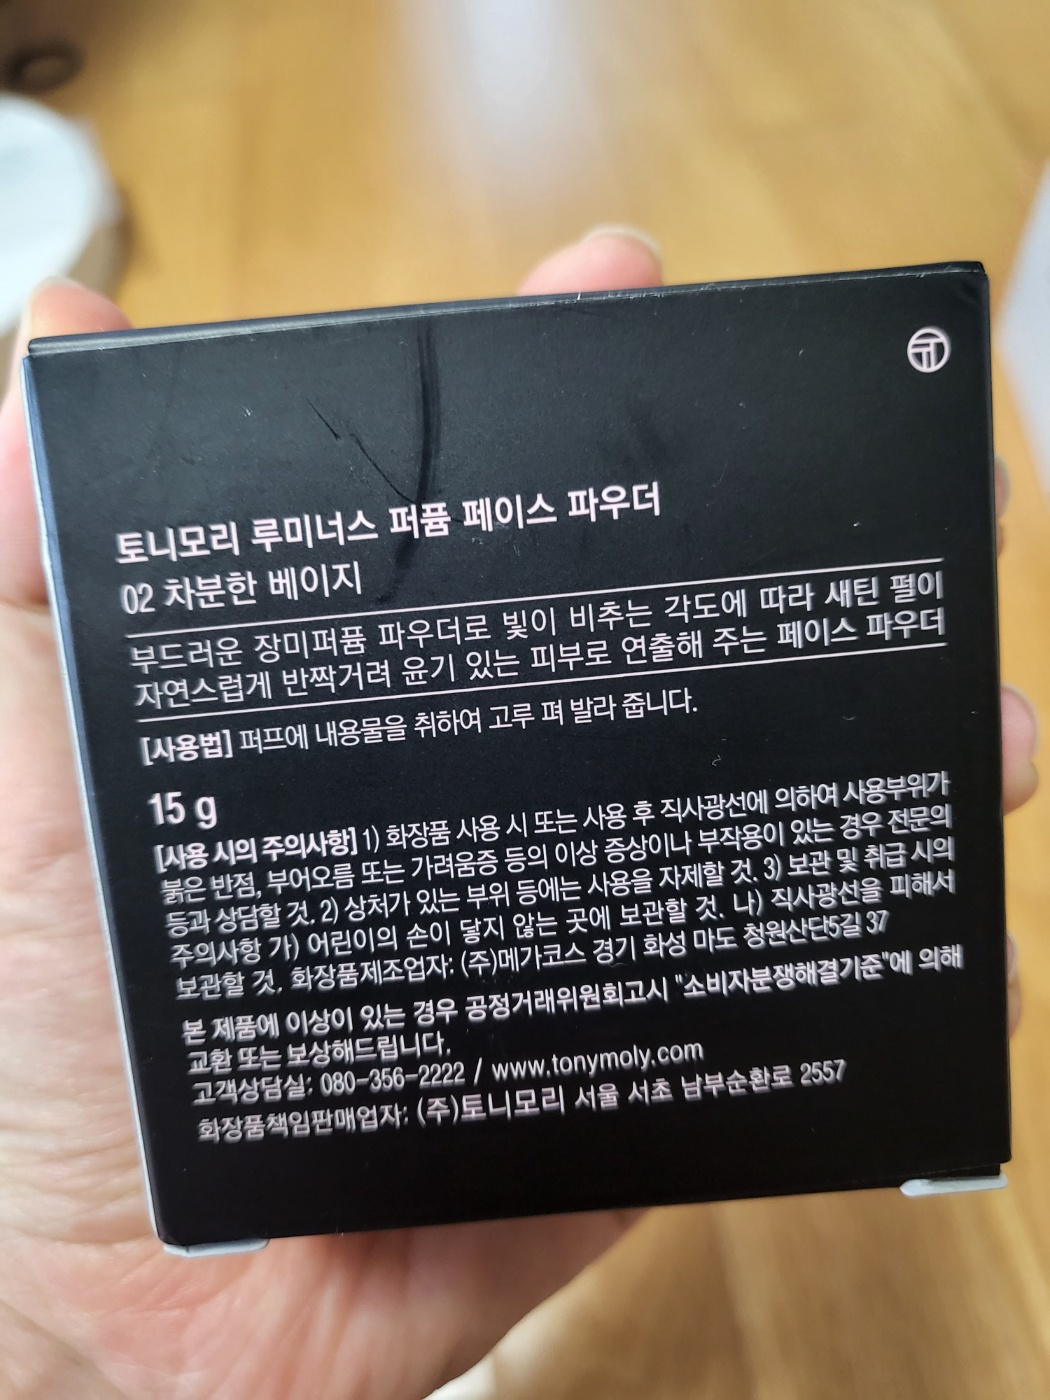 토니모리 루미너스 퍼퓸 페이스 파우더
02 차분한 베이지
부드러운 장미퍼퓸 파우더로 빛이 비추는 각도에 따라 새틴 펄이
자연스럽게 반짝거려 윤기 있는 피부로 연출해 주는 페이스 파우더
[사용법] 퍼프에 내용물을 취하여 고루 펴 발라 줍니다.
15 g
[사용 시의 주의사항] 1) 화장품 사용 시 또는 사용 후 직사광선에 의하여 사용부위가
붉은 반점, 부어오름 또는 가려움증 등의 이상 증상이나 부작용이 있는 경우 전문의
등과 상담할 것. 2) 상처가 있는 부위 등에는 사용을 자제할 것. 3) 보관 및 취급 시의
주의사항 가) 어린이의 손이 닿지 않는 곳에 보관할 것. 나) 직사광선을 피해서
보관할 것. 화장품제조업자: (주)메가코스 경기 화성 마도 청원산단5길 37
본 제품에 이상이 있는 경우 공정거래위원회고시 "소비자분쟁해결기준"에 의해
교환 또는 보상해드립니다.
고객상담실: 080-356-2222 / www.tonymoly.com
화장품책임판매업자: (주)토니모리 서울 서초 남부순환로 2557